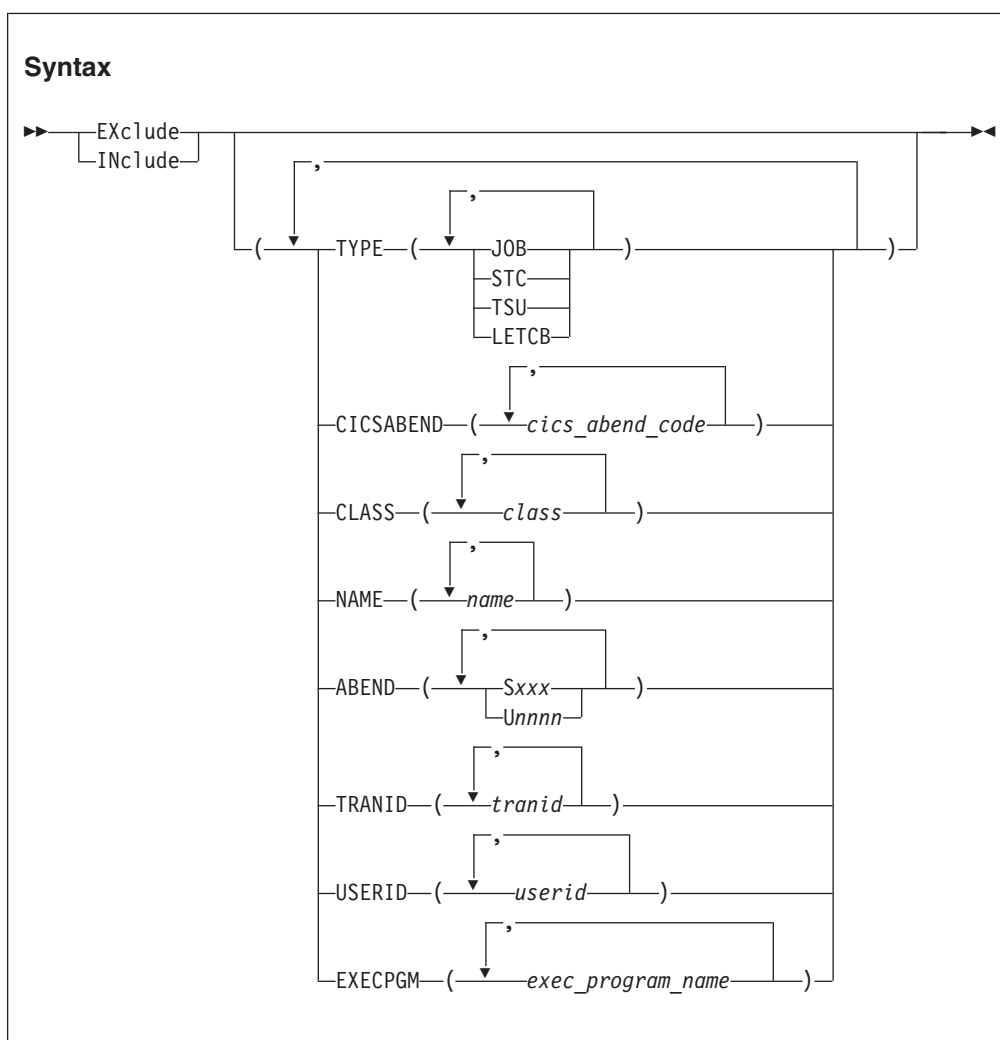 Syntax
EXclude
INclude
,
,
( TYPE ( JOB ) )
STC
TSU
LETCB
,
CICSABEND ( cics_abend_code )
,
CLASS ( class )
,
NAME ( name )
,
ABEND ( Sxxx )
Unnnn
,
TRANID ( tranid )
,
USERID ( userid )
,
EXECPGM ( exec_program_name )